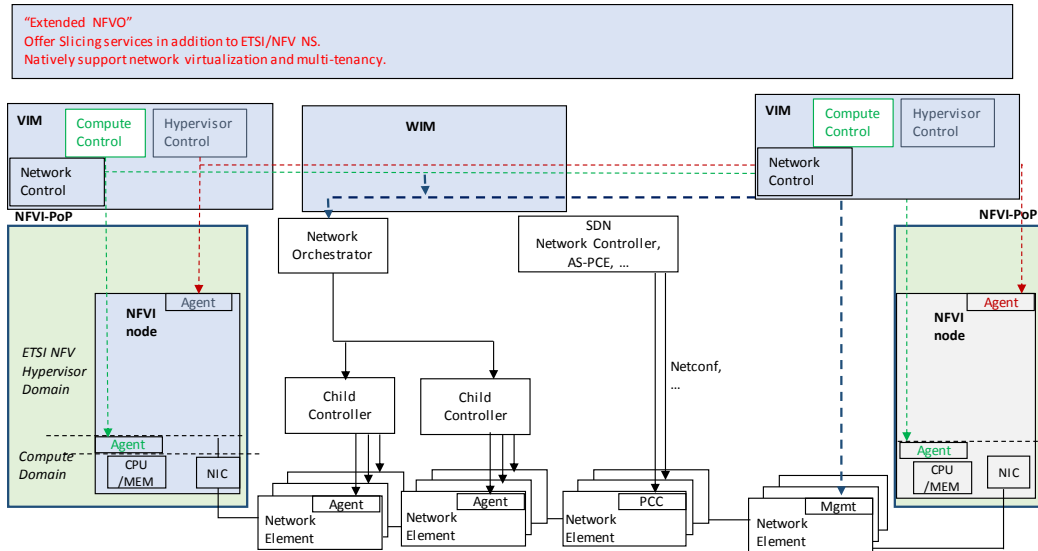 “Extended NFVO”
Offer Slicing services in addition to ETSI/NFV NS.
Natively support network virtualization and multi-tenancy.
VIM
Compute
Control
Hypervisor
Control
Network
Control
WIM
VIM
Compute
Control
Hypervisor
Control
Network
Control
NFVI-PoP
NFVI-PoP
Network
Orchestrator
SDN
Network Controller,
AS-PCE, ...
Agent
NFVI
node
Agent
NFVI
node
ETSI NFV
Hypervisor
Domain
Netconf,
...
Child
Controller
Child
Controller
Agent
Compute
Domain
CPU
/MEM
NIC
Agent
CPU
/MEM
NIC
Agent
Network
Element
Agent
Network
Element
PCC
Network
Element
Mgmt
Network
Element